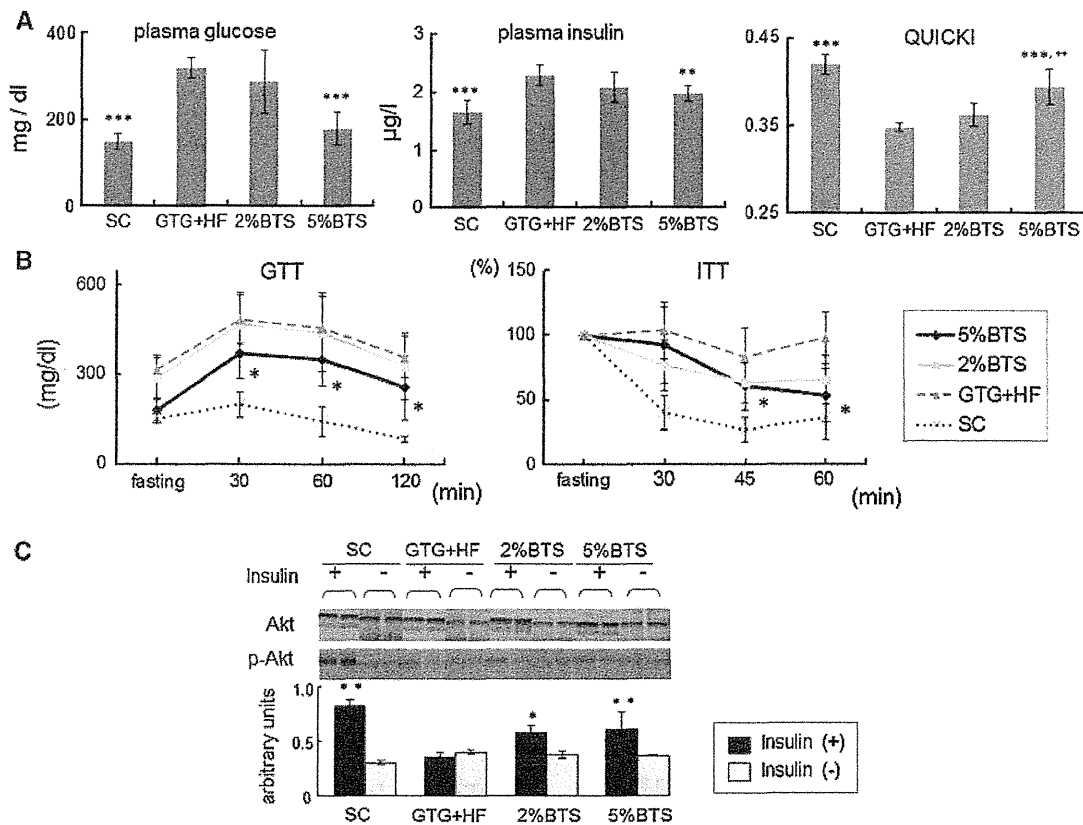 A
plasma glucose
plasma insulin
QUICKI
mg / dl
400
200
0
***
***
SC GTG+HF 2%BTS 5%BTS
µg/l
3
2
1
0
***
**
SC GTG+HF 2%BTS 5%BTS
0.45
0.35
0.25
***
***,++
SC GTG+HF 2%BTS 5%BTS
B
GTT
(mg/dl)
600
300
0
* * *
fasting 30 60 120 (min)
ITT
(%)
150
100
50
0
* *
fasting 30 45 60 (min)
5%BTS
2%BTS
GTG+HF
SC
C
SC GTG+HF 2%BTS 5%BTS
Insulin + - + - + - + -
Akt
p-Akt
arbitrary units
1.0
0.5
0
** * **
SC GTG+HF 2%BTS 5%BTS
Insulin (+)
Insulin (-)